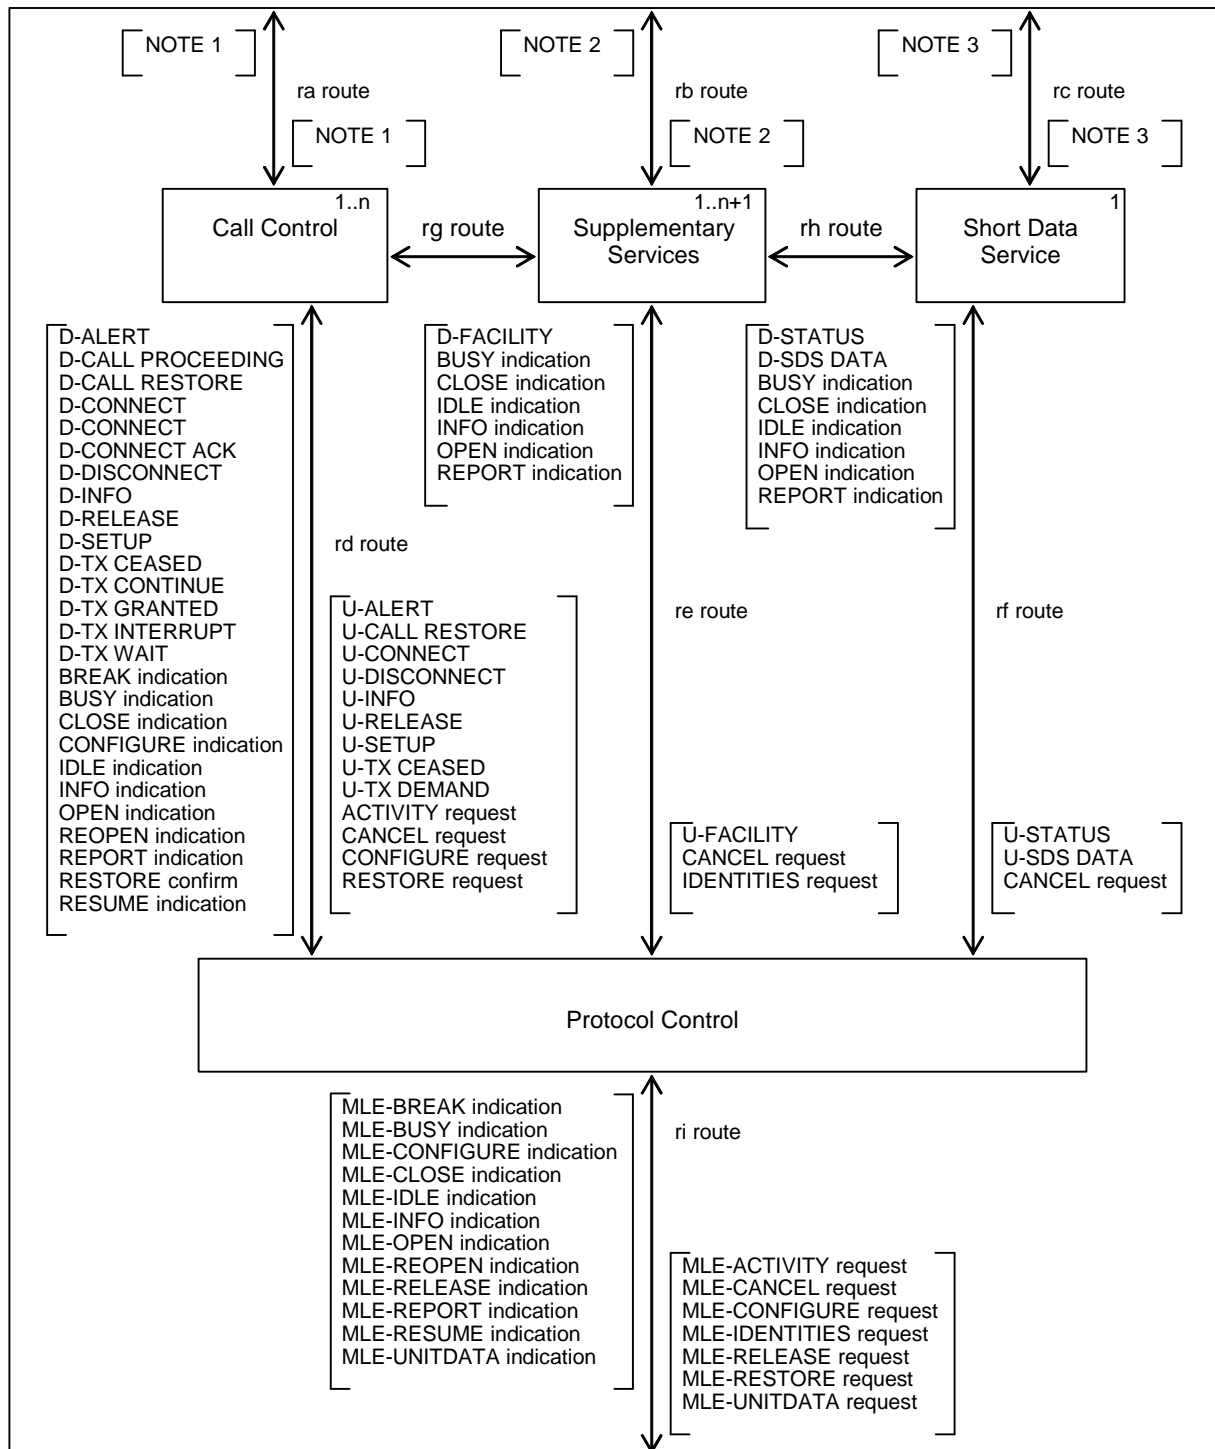 NOTE 1
NOTE 2
NOTE 3
ra route
rb route
rc route
NOTE 1
NOTE 2
NOTE 3
1..n
Call Control
rg route
1..n+1
Supplementary
Services
rh route
1
Short Data
Service
D-ALERT
D-CALL PROCEEDING
D-CALL RESTORE
D-CONNECT
D-CONNECT
D-CONNECT ACK
D-DISCONNECT
D-INFO
D-RELEASE
D-SETUP
D-TX CEASED
D-TX CONTINUE
D-TX GRANTED
D-TX INTERRUPT
D-TX WAIT
BREAK indication
BUSY indication
CLOSE indication
CONFIGURE indication
IDLE indication
INFO indication
OPEN indication
REOPEN indication
REPORT indication
RESTORE confirm
RESUME indication
rd route
U-ALERT
U-CALL RESTORE
U-CONNECT
U-DISCONNECT
U-INFO
U-RELEASE
U-SETUP
U-TX CEASED
U-TX DEMAND
ACTIVITY request
CANCEL request
CONFIGURE request
RESTORE request
D-FACILITY
BUSY indication
CLOSE indication
IDLE indication
INFO indication
OPEN indication
REPORT indication
re route
U-FACILITY
CANCEL request
IDENTITIES request
D-STATUS
D-SDS DATA
BUSY indication
CLOSE indication
IDLE indication
INFO indication
OPEN indication
REPORT indication
rf route
U-STATUS
U-SDS DATA
CANCEL request
Protocol Control
MLE-BREAK indication
MLE-BUSY indication
MLE-CONFIGURE indication
MLE-CLOSE indication
MLE-IDLE indication
MLE-INFO indication
MLE-OPEN indication
MLE-REOPEN indication
MLE-RELEASE indication
MLE-REPORT indication
MLE-RESUME indication
MLE-UNITDATA indication
ri route
MLE-ACTIVITY request
MLE-CANCEL request
MLE-CONFIGURE request
MLE-IDENTITIES request
MLE-RELEASE request
MLE-RESTORE request
MLE-UNITDATA request